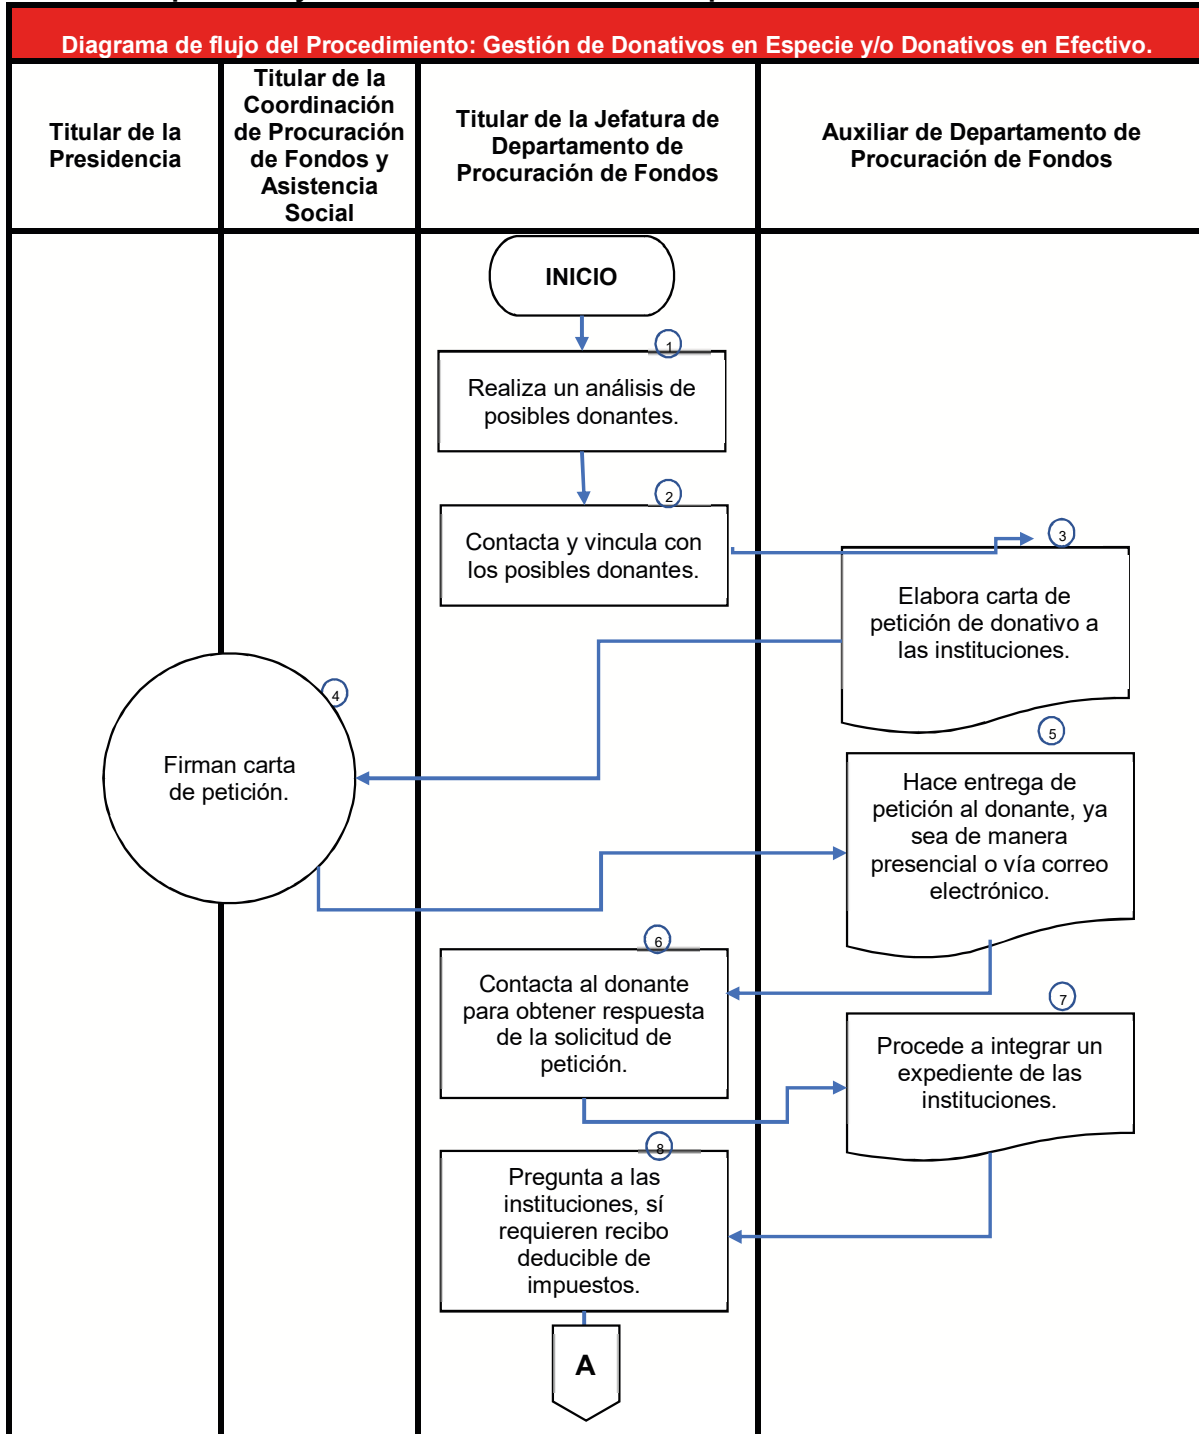 Diagrama de flujo del Procedimiento: Gestión de Donativos en Especie y/o Donativos en Efectivo.
Titular de la
Presidencia
Titular de la
Coordinación
de Procuración
de Fondos y
Asistencia
Social
Titular de la Jefatura de
Departamento de
Procuración de Fondos
Auxiliar de Departamento de
Procuración de Fondos
INICIO
1
Realiza un análisis de
posibles donantes.
2
Contacta y vincula con
los posibles donantes.
3
Elabora carta de
petición de donativo a
las instituciones.
4
Firman carta
de petición.
5
Hace entrega de
petición al donante, ya
sea de manera
presencial o vía correo
electrónico.
6
Contacta al donante
para obtener respuesta
de la solicitud de
petición.
7
Procede a integrar un
expediente de las
instituciones.
8
Pregunta a las
instituciones, sí
requieren recibo
deducible de
impuestos.
A